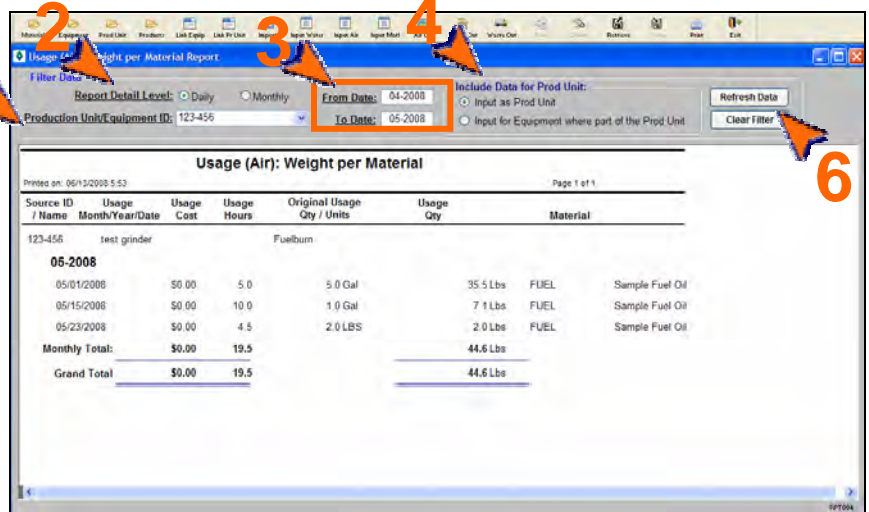 Equipment Prod Unit Products Link Equip Link Pr Unit Input Water Input Air Input Matl Print Exit
2 3 4
Usage (Air): Weight per Material Report
Filter Data
Report Detail Level: Daily Monthly
Production Unit/Equipment ID: 123-456
From Date: 04-2008
To Date: 05-2008
Include Data for Prod Unit:
Input as Prod Unit
Input for Equipment where part of the Prod Unit
Refresh Data
Clear Filter
6
Usage (Air): Weight per Material
Printed on: 06/13/2008 5:53 Page 1 of 1
Source ID Usage Usage Usage Original Usage Usage
/ Name Month/Year/Date Cost Hours Qty / Units Qty Material
123-456 test grinder Fuelburn
05-2008
05/01/2008 $0.00 5.0 5.0 Gal 35.5 Lbs FUEL Sample Fuel Oil
05/15/2008 $0.00 10.0 1.0 Gal 7.1 Lbs FUEL Sample Fuel Oil
05/23/2008 $0.00 4.5 2.0 LBS 2.0 Lbs FUEL Sample Fuel Oil
Monthly Total: $0.00 19.5 44.6 Lbs
Grand Total $0.00 19.5 44.6 Lbs
RPT004